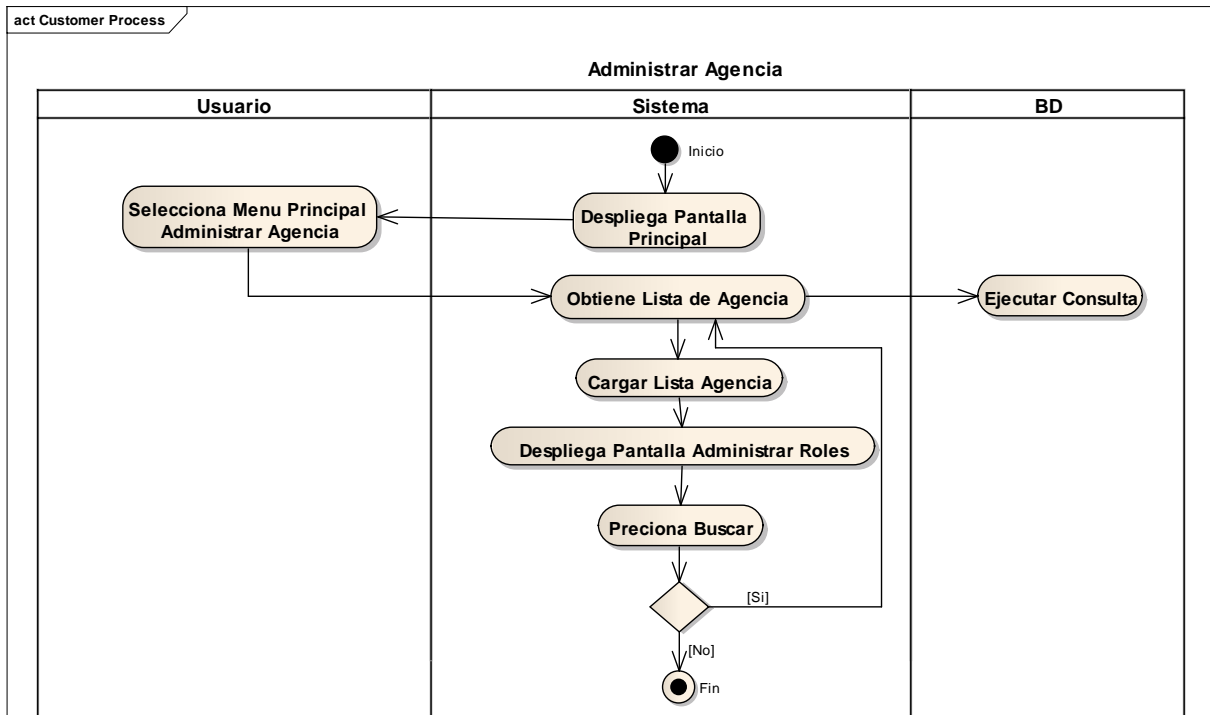 act Customer Process
Administrar Agencia
Usuario
Sistema
BD
Inicio
Selecciona Menu Principal
Administrar Agencia
Despliega Pantalla
Principal
Obtiene Lista de Agencia
Ejecutar Consulta
Cargar Lista Agencia
Despliega Pantalla Administrar Roles
Preciona Buscar
[Si]
[No]
Fin